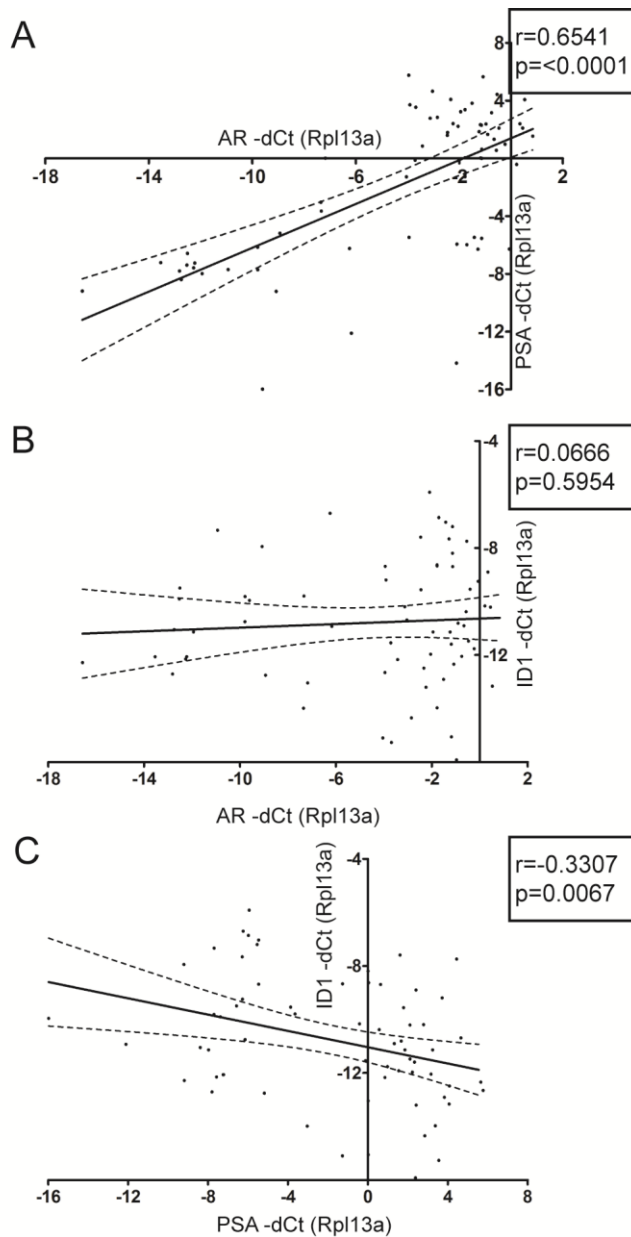 A
r=0.6541
p=<0.0001
8
4
AR -dCt (Rpl13a)
-18
-14
-10
-6
-2
2
-4
-8
-12
-16
PSA -dCt (Rpl13a)
B
r=0.0666
p=0.5954
-4
-8
-12
ID1 -dCt (Rpl13a)
-18
-14
-10
-6
-2
2
AR -dCt (Rpl13a)
C
r=-0.3307
p=0.0067
-4
-8
-12
ID1 -dCt (Rpl13a)
-16
-12
-8
-4
0
4
8
PSA -dCt (Rpl13a)